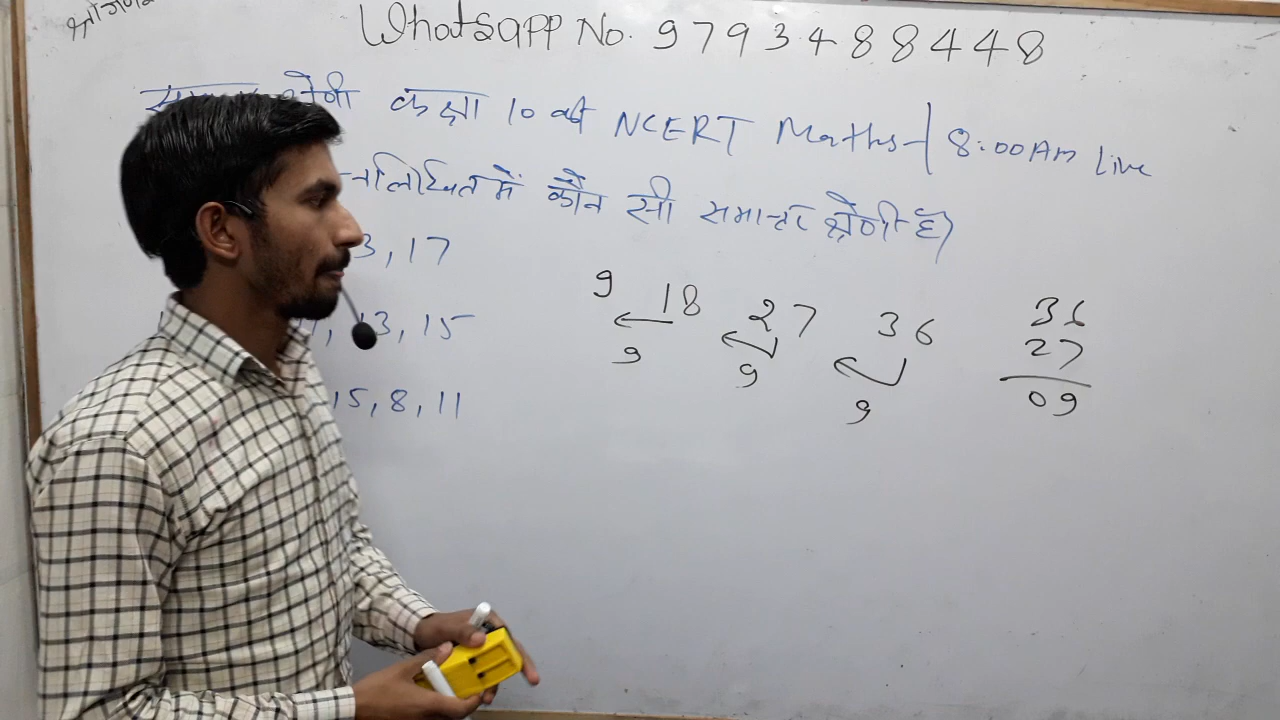 Whatsapp No. 9793488448
श्रेणी कक्षा 10 वी NCERT Maths- | 8:00 AM Live
लिखित में कौन सी समान्तर श्रेणी है)
3, 17
, 13, 15
15, 8, 11
9 18 27 36
9 9 9
36
27
09